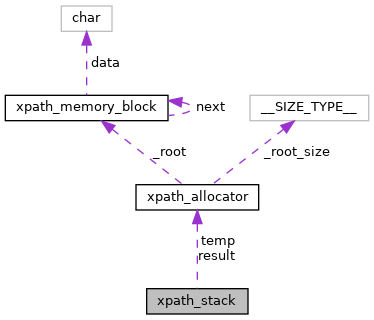 char
data
xpath_memory_block
next
__SIZE_TYPE__
_root
_root_size
xpath_allocator
temp
result
xpath_stack